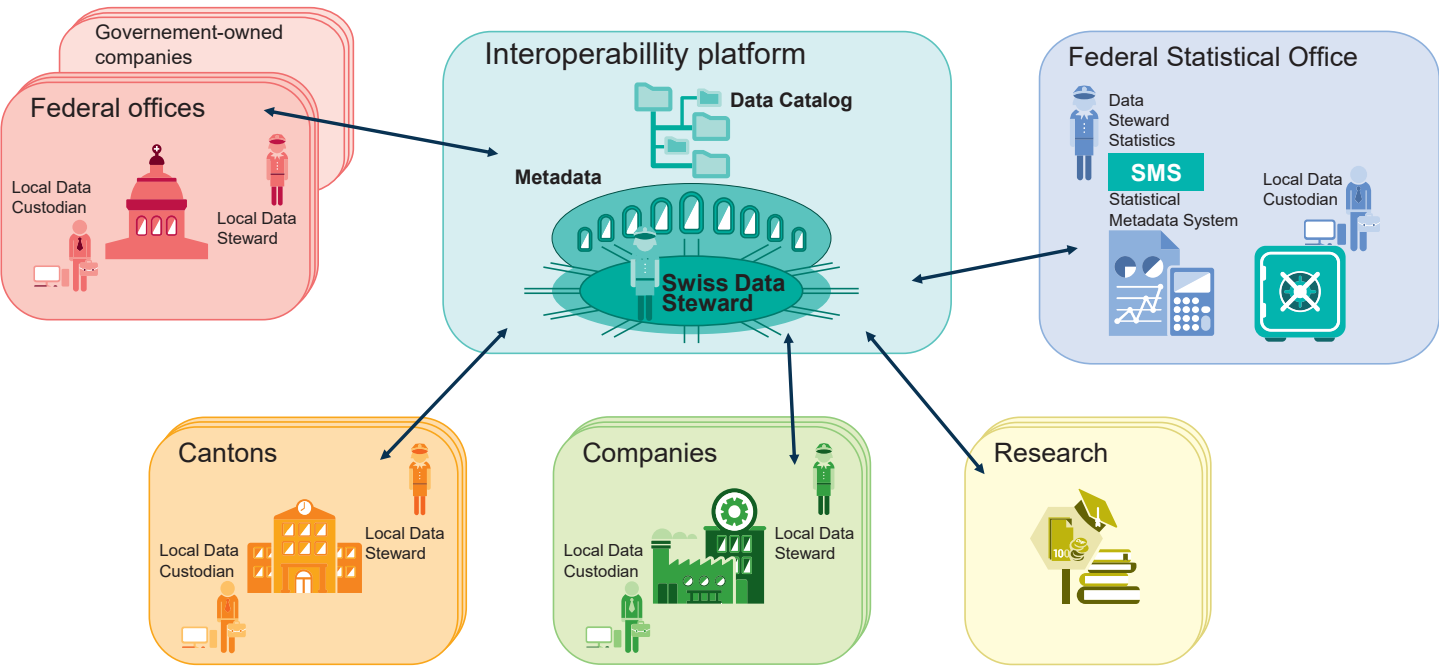 Governement-owned
companies
Federal offices
Local Data
Custodian
Local Data
Steward
Interoperabillity platform
Data Catalog
Metadata
Swiss Data
Steward
Federal Statistical Office
Data
Steward
Statistics
SMS
Statistical
Metadata System
Local Data
Custodian
Cantons
Local Data
Steward
Local Data
Custodian
Companies
Local Data
Steward
Local Data
Custodian
Research
100